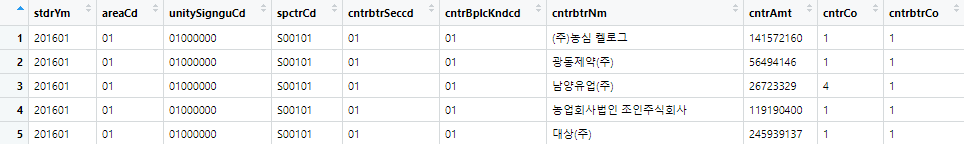 stdrYm areaCd unitySignguCd spctrCd cntrbtrSeccd cntrBplcKndcd cntrbtrNm cntrAmt cntrCo cntrbtrCo
1 201601 01 01000000 S00101 01 01 (주)농심 켈로그 141572160 1 1
2 201601 01 01000000 S00101 01 01 광동제약(주) 56494146 1 1
3 201601 01 01000000 S00101 01 01 남양유업(주) 26723329 4 1
4 201601 01 01000000 S00101 01 01 농업회사법인 조인주식회사 119190400 1 1
5 201601 01 01000000 S00101 01 01 대상(주) 245939137 1 1